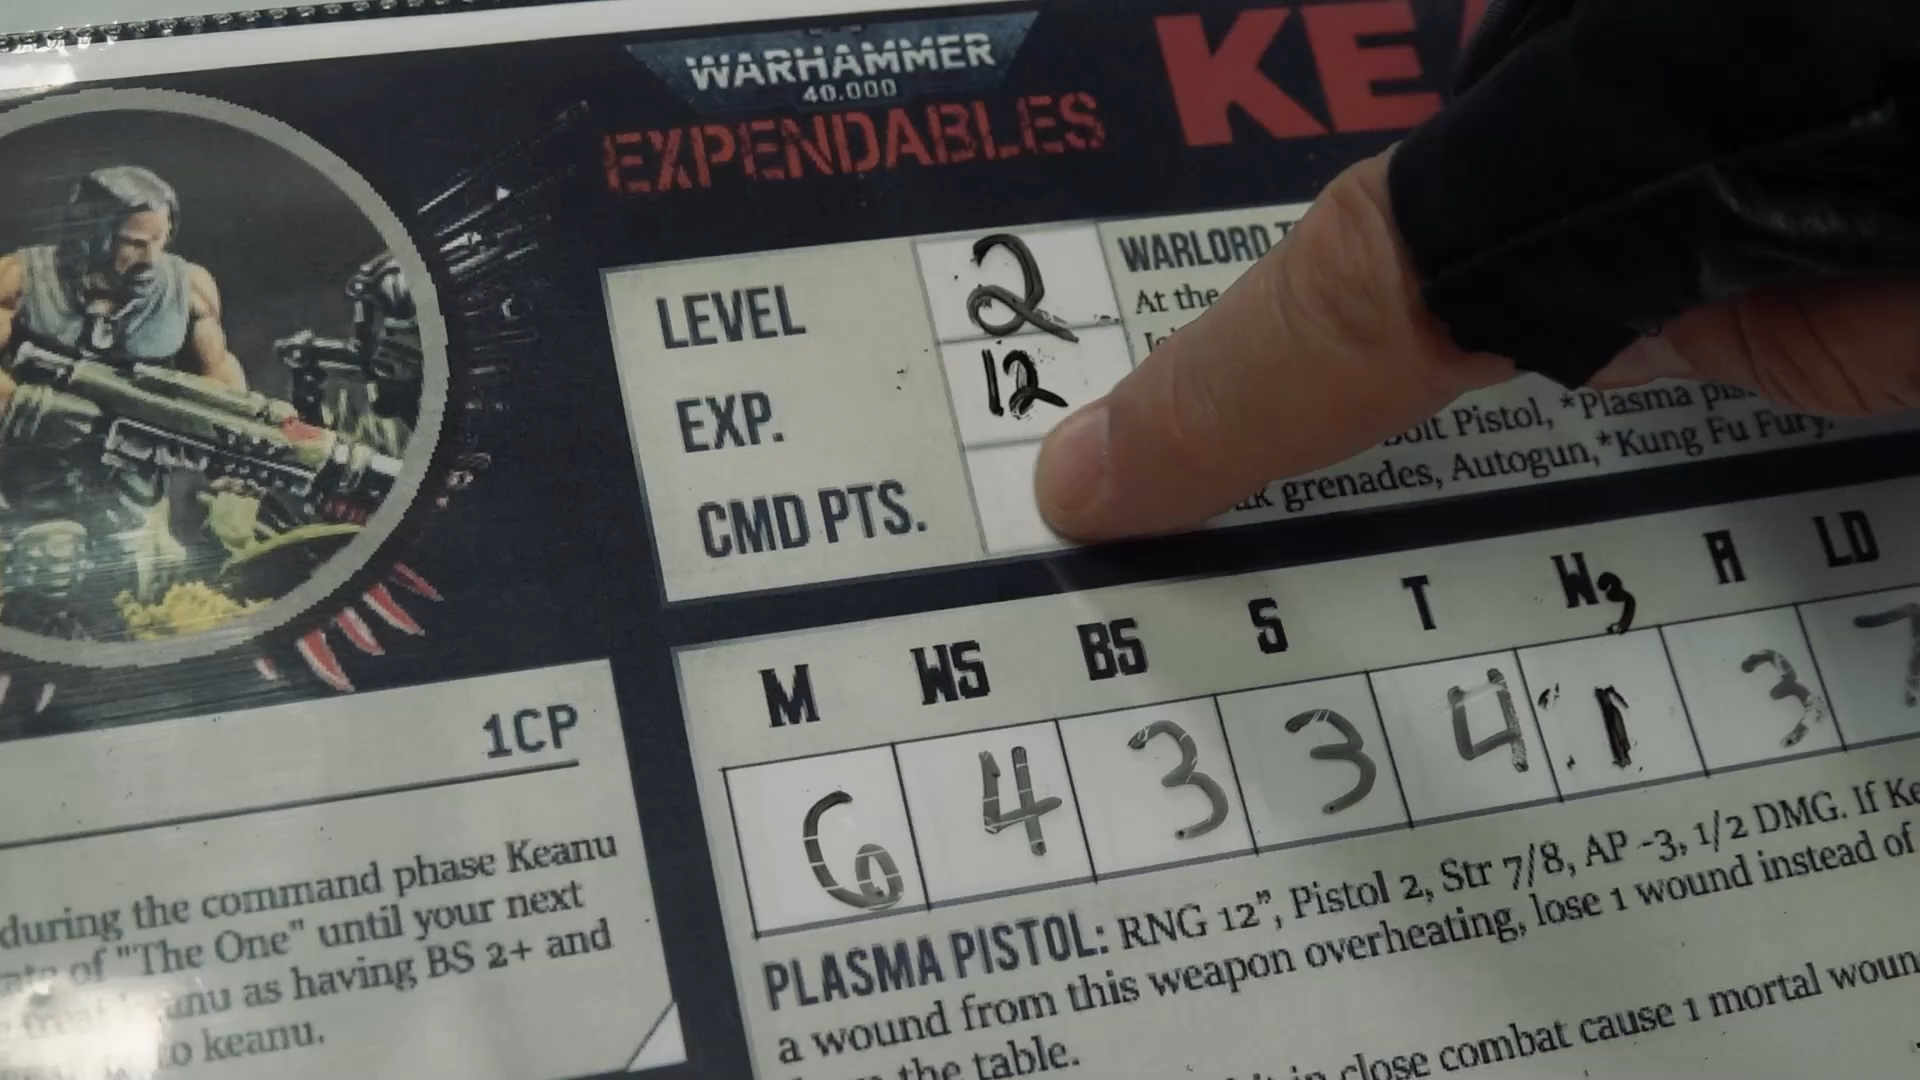 WARHAMMER
40.000
EXPENDABLES
KE
LEVEL 2
EXP. 12
CMD PTS.
WARLORD
At the
Bolt Pistol, *Plasma
grenades, Autogun, *Kung Fu Fury.
M WS BS S T W3 A LD
6 4 3 3 4 1 3 7
PLASMA PISTOL: RNG 12”, Pistol 2, Str 7/8, AP -3, 1/2 DMG. If Ke
a wound from this weapon overheating, lose 1 wound instead of
the table.
in close combat cause 1 mortal woun
1CP
during the command phase Keanu
of "The One" until your next
as having BS 2+ and
to keanu.